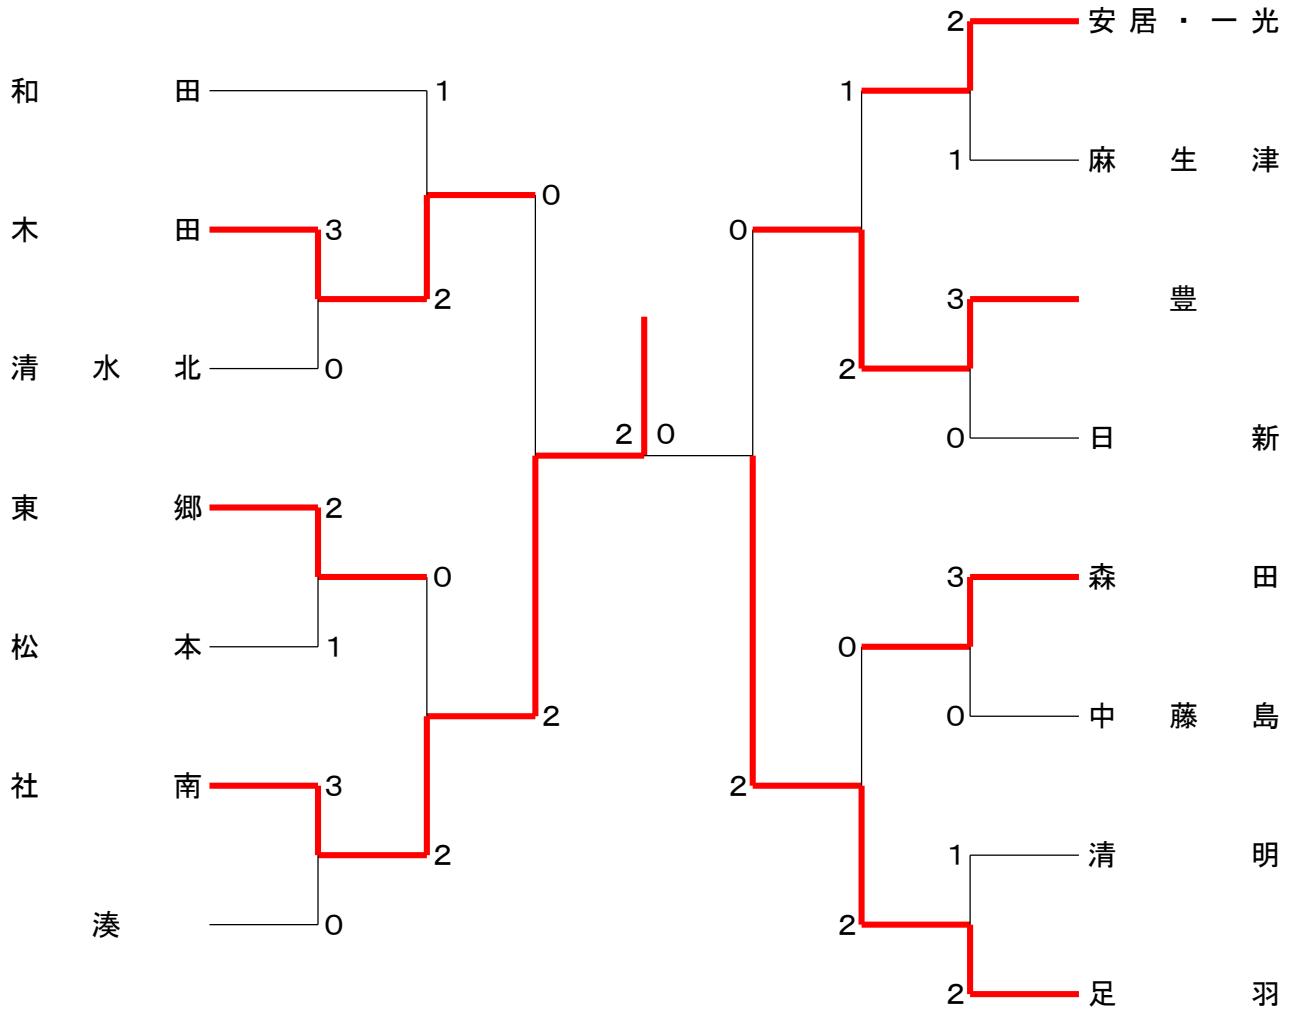 2 安居・一光
和田 1 1
1 麻生津
木田 3 0 0
2 3 豊
清水北 0 2
2 0 0 日新
東郷 2
0 3 森田
松本 1 0
2 0 中藤島
社南 3 2
2 1 清明
湊 0 2
2 足羽